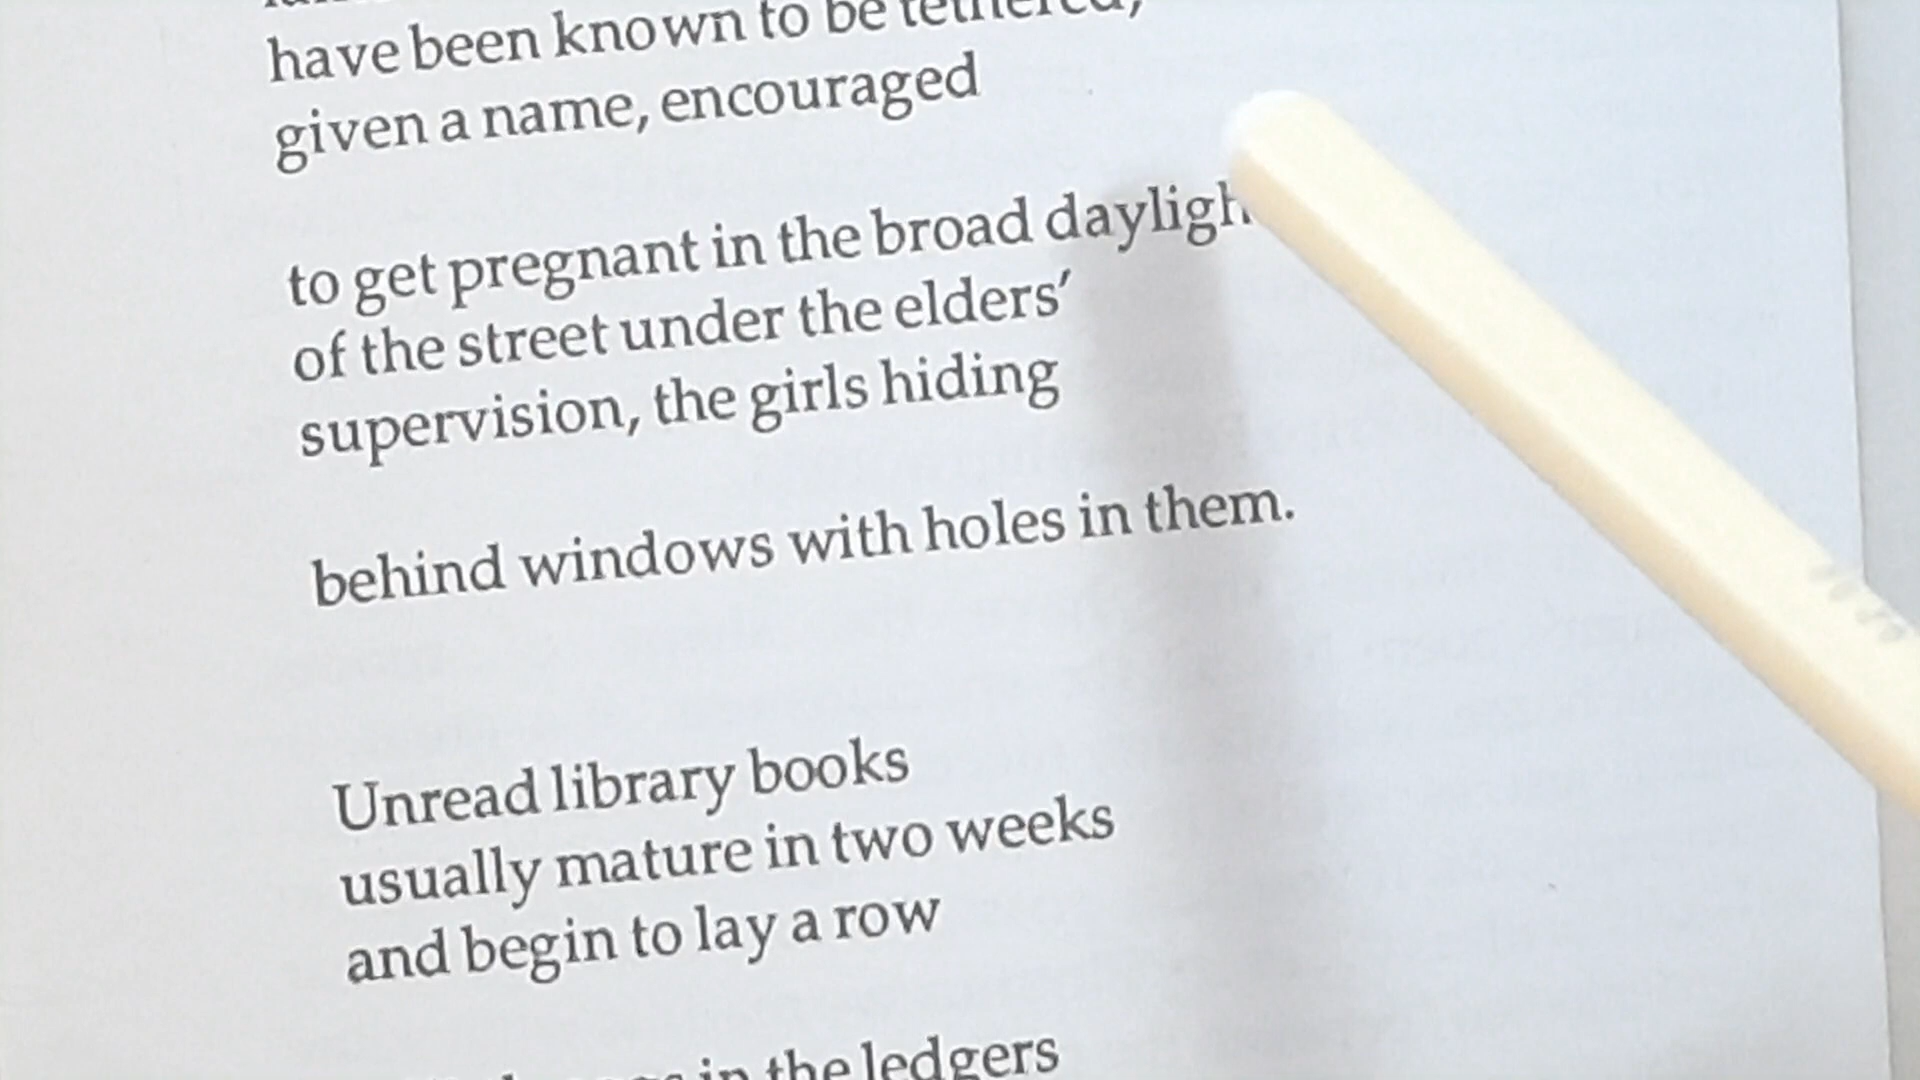 have been known to be tethered,
given a name, encouraged
to get pregnant in the broad
of the street under the elders’
supervision, the girls hiding
behind windows with holes in them.
Unread library books
usually mature in two weeks
and begin to lay a row
in the ledgers